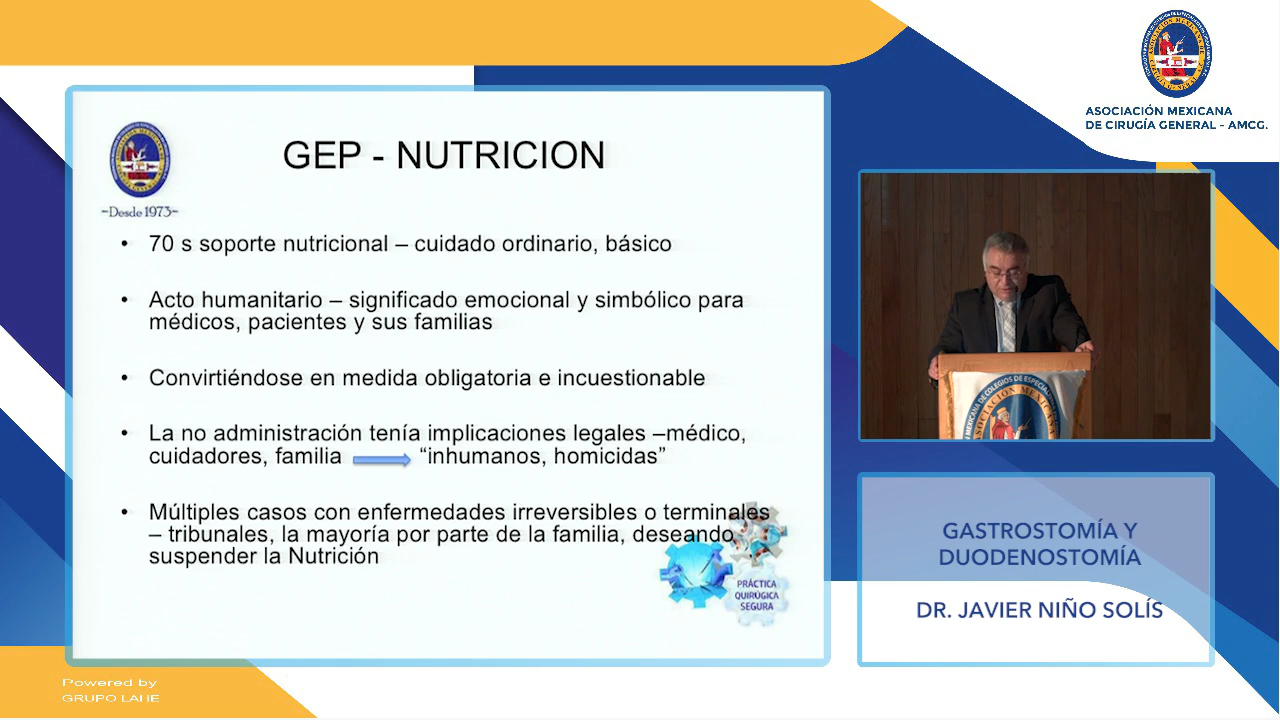 ASOCIACIÓN MEXICANA
DE CIRUGÍA GENERAL - AMCG.
GEP - NUTRICION
~Desde 1973~
• 70 s soporte nutricional – cuidado ordinario, básico
• Acto humanitario – significado emocional y simbólico para
médicos, pacientes y sus familias
• Convirtiéndose en medida obligatoria e incuestionable
• La no administración tenía implicaciones legales –médico,
cuidadores, familia “inhumanos, homicidas”
• Múltiples casos con enfermedades irreversibles o terminales
– tribunales, la mayoría por parte de la familia, deseando
suspender la Nutrición
PRÁCTICA
QUIRÚGICA
SEGURA
GASTROSTOMÍA Y
DUODENOSTOMÍA
DR. JAVIER NIÑO SOLÍS
Powered by
GRUPO LAHE